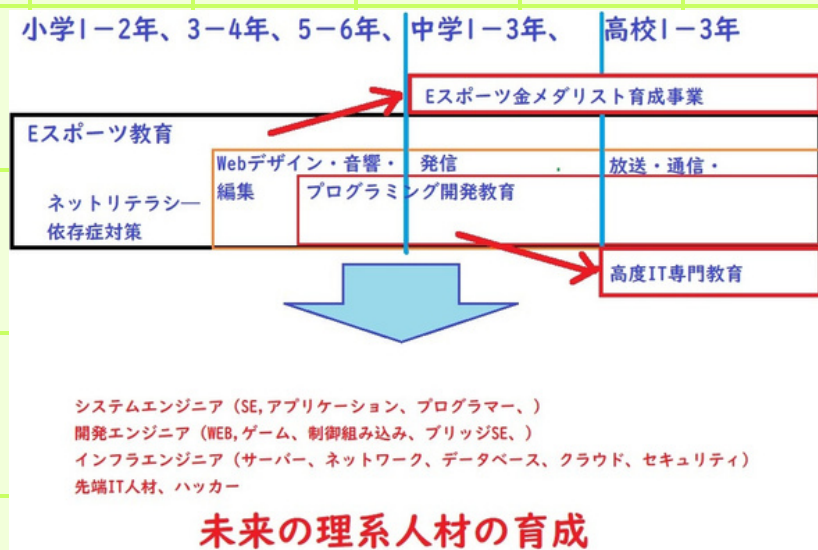 小学1－2年、3－4年、5－6年、中学1－3年、 高校1－3年
Eスポーツ金メダリスト育成事業
Eスポーツ教育
Webデザイン・音響・ 発信 . 放送・通信・
編集 プログラミング開発教育
ネットリテラシ―
依存症対策
高度IT専門教育
システムエンジニア（SE,アプリケーション、プログラマー、）
開発エンジニア（WEB,ゲーム、制御組み込み、ブリッジSE、）
インフラエンジニア（サーバー、ネットワーク、データベース、クラウド、セキュリティ）
先端IT人材、ハッカー
未来の理系人材の育成